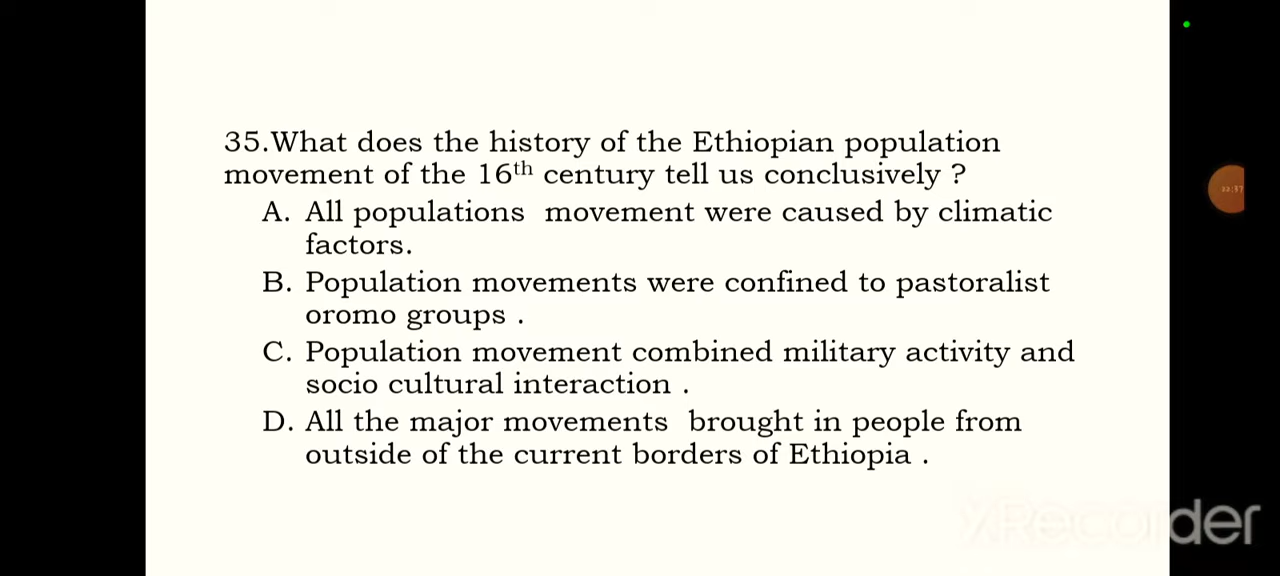 35.What does the history of the Ethiopian population
movement of the 16th century tell us conclusively ?
A. All populations movement were caused by climatic
factors.
B. Population movements were confined to pastoralist
oromo groups .
C. Population movement combined military activity and
socio cultural interaction .
D. All the major movements brought in people from
outside of the current borders of Ethiopia .
XRecorder